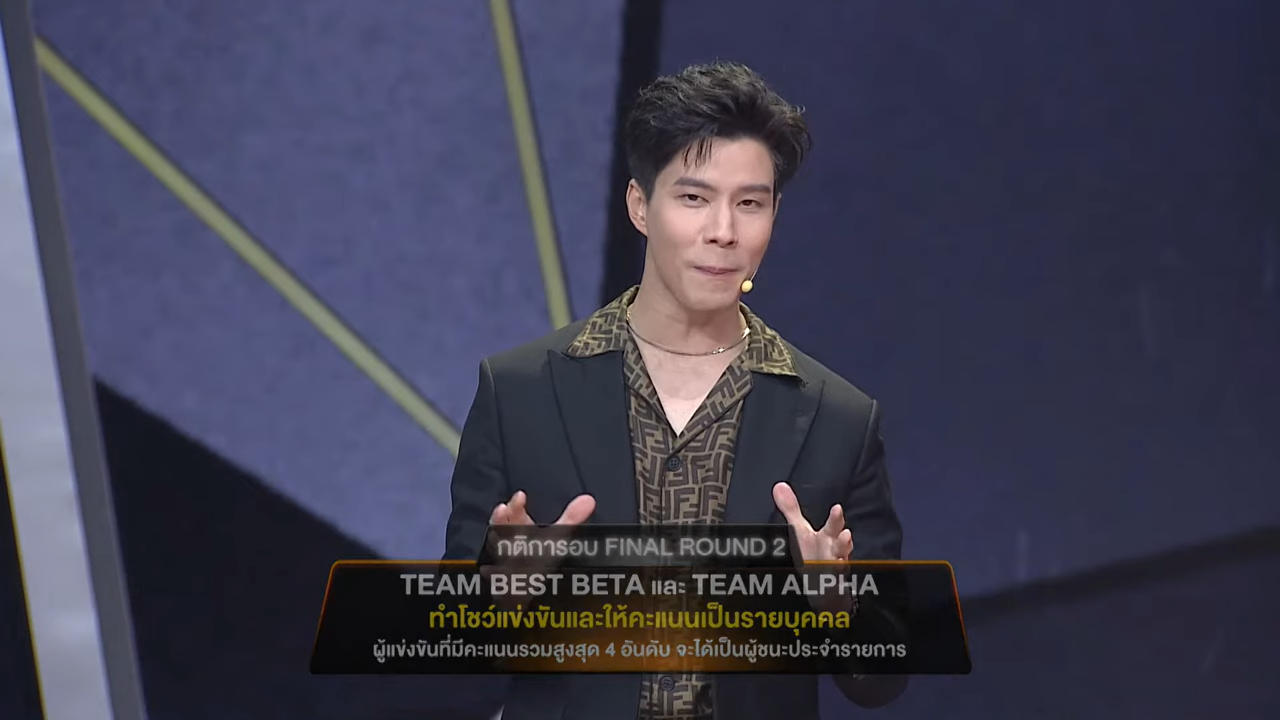 กติการอบ FINAL ROUND 2
TEAM BEST BETA และ TEAM ALPHA
ทำโชว์แข่งขันและให้คะแนนเป็นรายบุคคล
ผู้แข่งขันที่มีคะแนนรวมสูงสุด 4 อันดับ จะได้เป็นผู้ชนะประจำรายการ